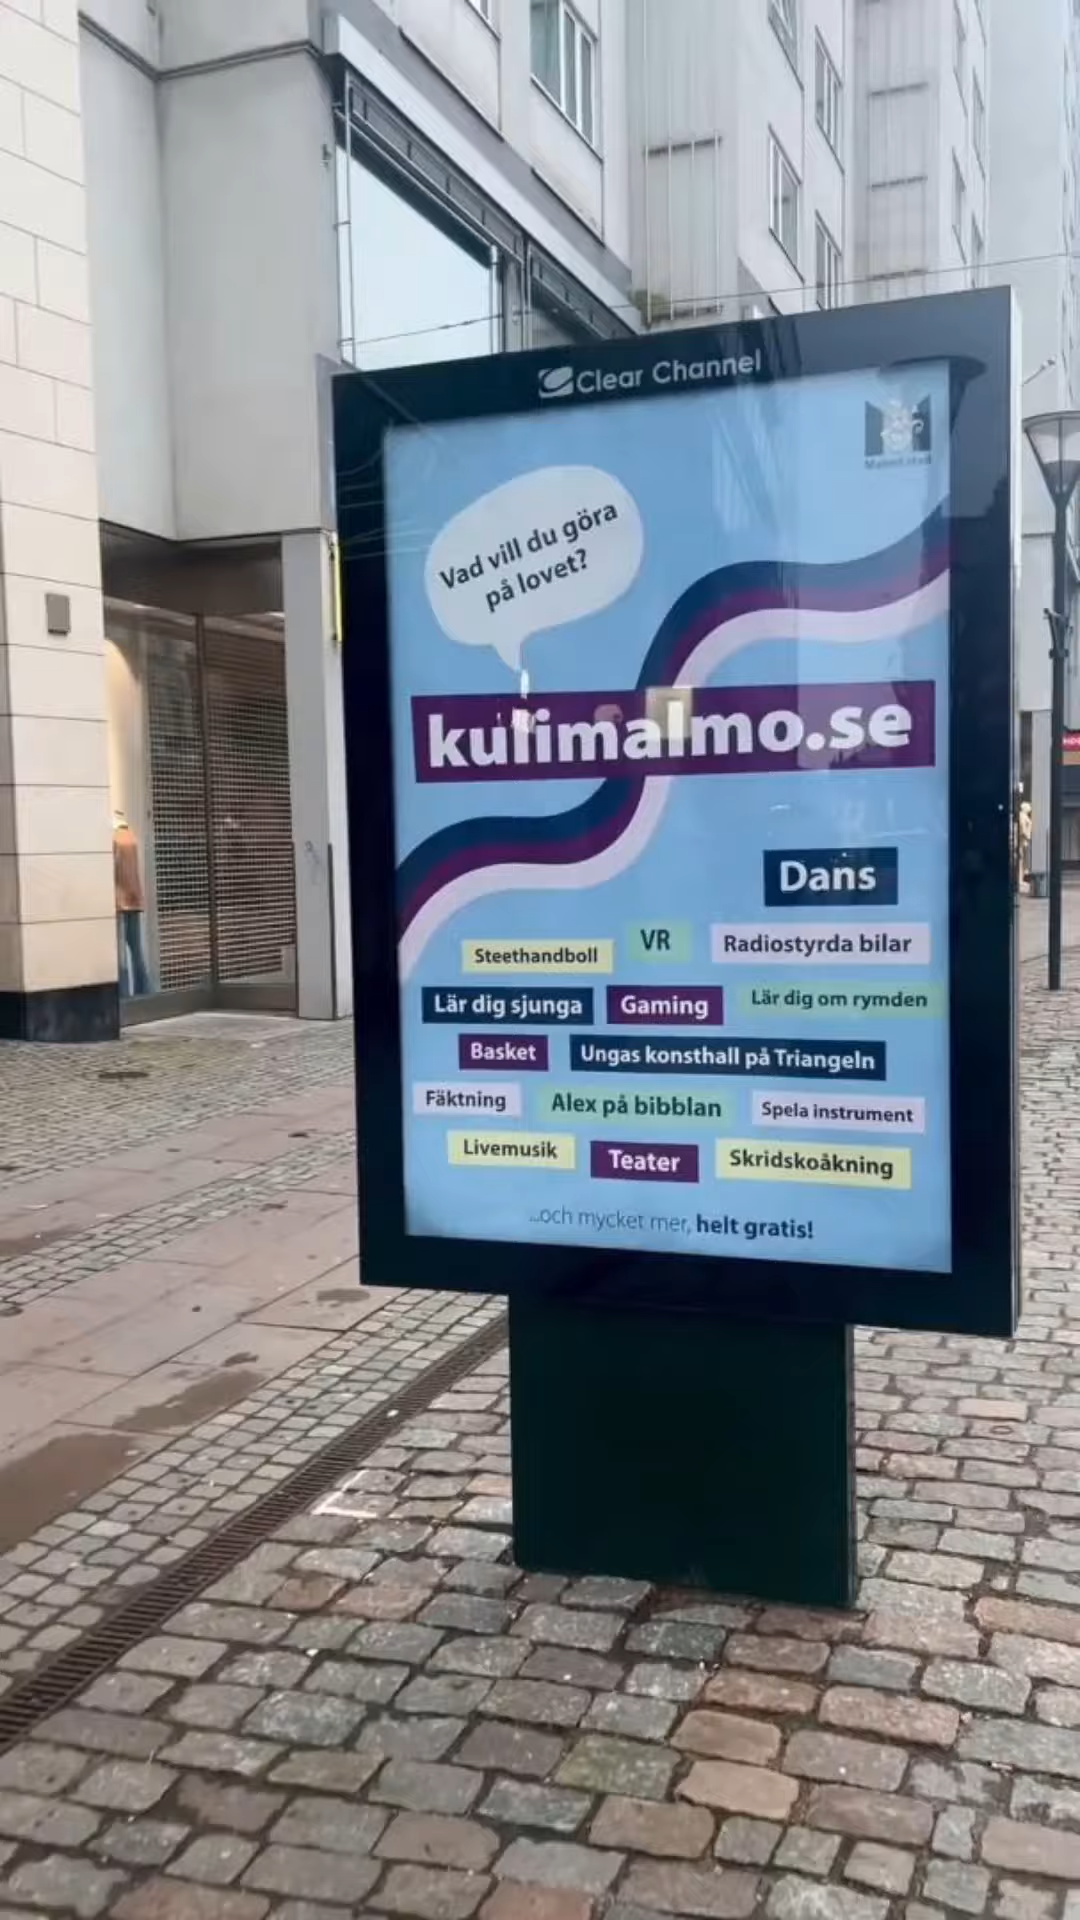 Clear Channel
Malmö stad
Vad vill du göra
på lovet?
kulimalmo.se
Dans
Steethandboll
VR
Radiostyrda bilar
Lär dig sjunga
Gaming
Lär dig om rymden
Basket
Ungas konsthall på Triangeln
Fäktning
Alex på bibblan
Spela instrument
Livemusik
Teater
Skridskoåkning
...och mycket mer, helt gratis!